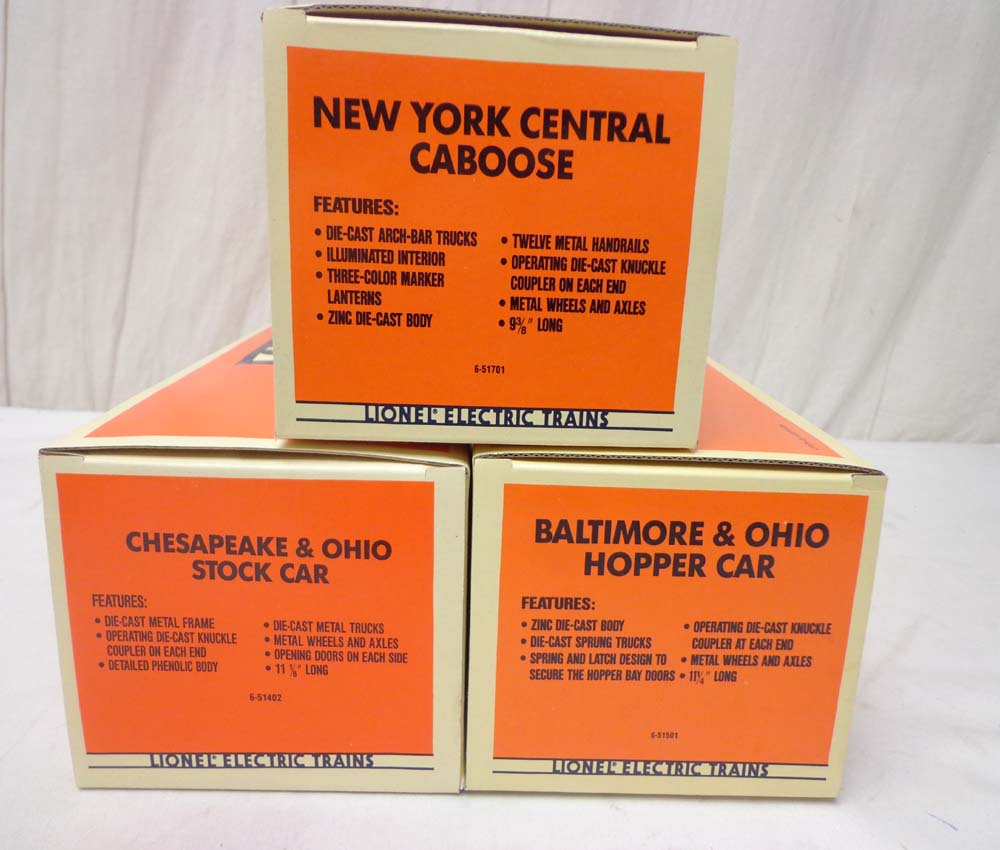 NEW YORK CENTRAL
CABOOSE
FEATURES:
• DIE-CAST ARCH-BAR TRUCKS
• ILLUMINATED INTERIOR
• THREE-COLOR MARKER
LANTERNS
• ZINC DIE-CAST BODY
• TWELVE METAL HANDRAILS
• OPERATING DIE-CAST KNUCKLE
COUPLER ON EACH END
• METAL WHEELS AND AXLES
• 9 3/8" LONG
6-51701
LIONEL® ELECTRIC TRAINS
CHESAPEAKE & OHIO
STOCK CAR
FEATURES:
• DIE-CAST METAL FRAME
• OPERATING DIE-CAST KNUCKLE
COUPLER ON EACH END
• DETAILED PHENOLIC BODY
• DIE-CAST METAL TRUCKS
• METAL WHEELS AND AXLES
• OPENING DOORS ON EACH SIDE
• 11 1/8" LONG
6-51402
LIONEL® ELECTRIC TRAINS
BALTIMORE & OHIO
HOPPER CAR
FEATURES:
• ZINC DIE-CAST BODY
• DIE-CAST SPRUNG TRUCKS
• SPRING AND LATCH DESIGN TO
SECURE THE HOPPER BAY DOORS
• OPERATING DIE-CAST KNUCKLE
COUPLER AT EACH END
• METAL WHEELS AND AXLES
• 11 1/4" LONG
6-51501
LIONEL® ELECTRIC TRAINS